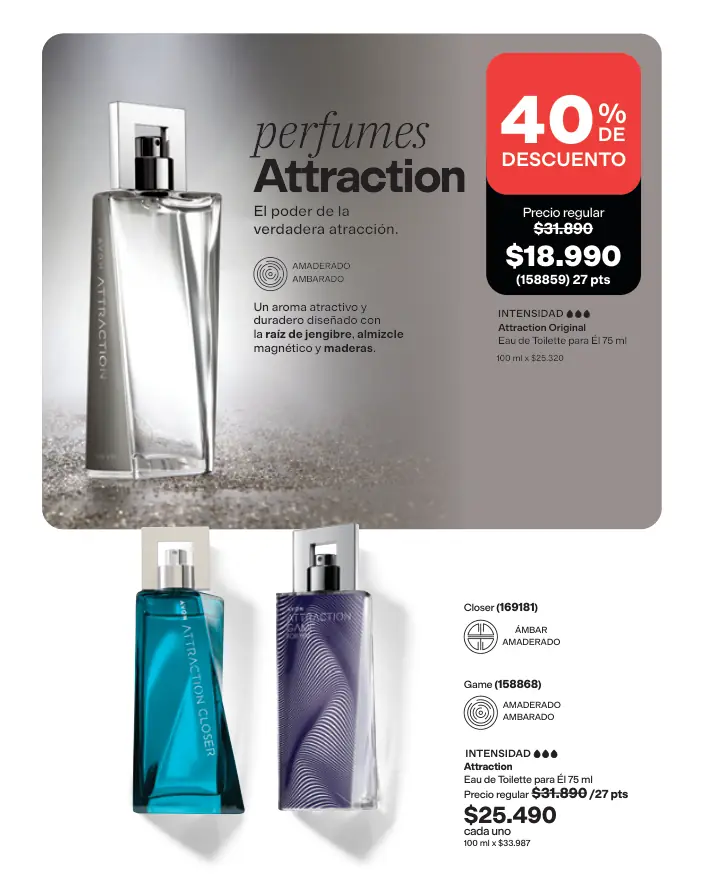 perfumes
Attraction
El poder de la
verdadera atracción.
AMADERADO
AMBARADO
Un aroma atractivo y
duradero diseñado con
la raíz de jengibre, almizcle
magnético y maderas.
40%
DE
DESCUENTO
Precio regular
$31.890
$18.990
(158859) 27 pts
INTENSIDAD
Attraction Original
Eau de Toilette para Él 75 ml
100 ml x $25.320
AVON ATTRACTION
AVON
ATTRACTION CLOSER
AVON
ATTRACTION
GAME
FOR HIM
Closer (169181)
ÁMBAR
AMADERADO
Game (158868)
AMADERADO
AMBARADO
INTENSIDAD
Attraction
Eau de Toilette para Él 75 ml
Precio regular $31.890 /27 pts
$25.490
cada uno
100 ml x $33.987